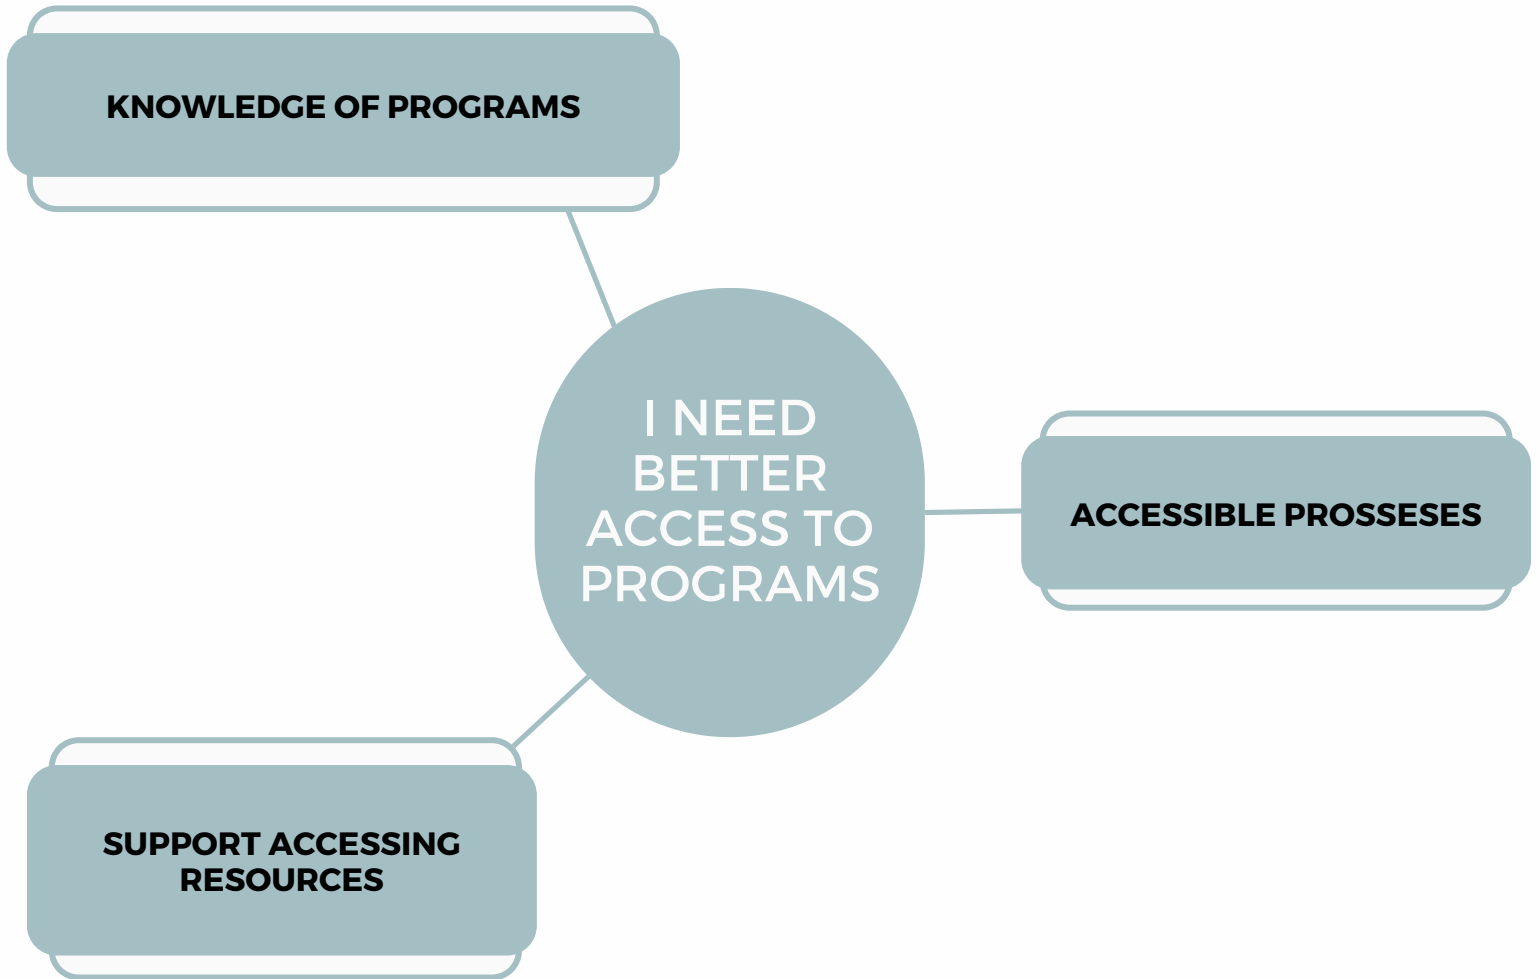 KNOWLEDGE OF PROGRAMS
I NEED
BETTER
ACCESS TO
PROGRAMS
ACCESSIBLE PROSSESES
SUPPORT ACCESSING
RESOURCES